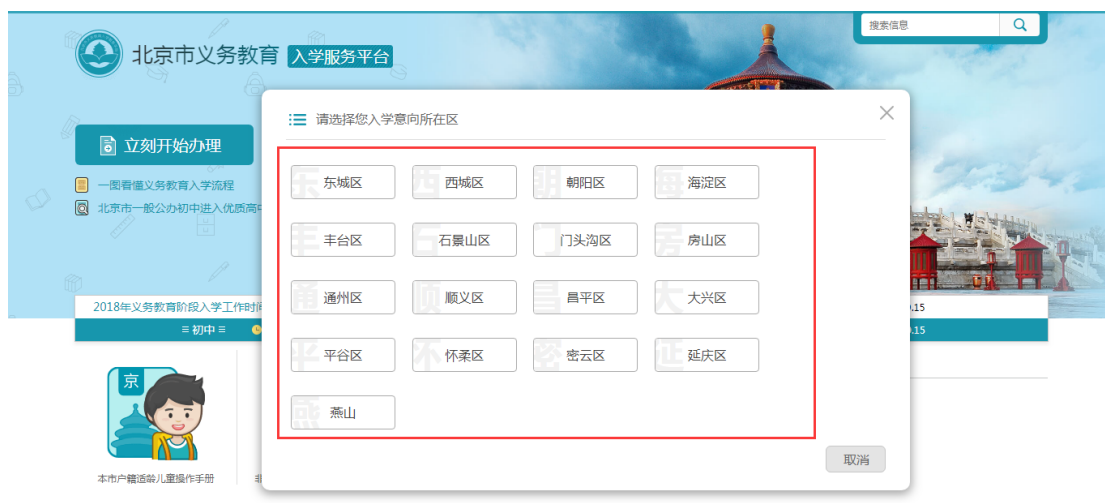 北京市义务教育 入学服务平台
搜索信息
请选择您入学意向所在区
立刻开始办理
一图看懂义务教育入学流程
北京市一般公办初中进入优质高中
东城区 西城区 朝阳区 海淀区
丰台区 石景山区 门头沟区 房山区
通州区 顺义区 昌平区 大兴区
平谷区 怀柔区 密云区 延庆区
燕山
2018年义务教育阶段入学工作时间
.15
初中
.15
取消
京
本市户籍适龄儿童操作手册